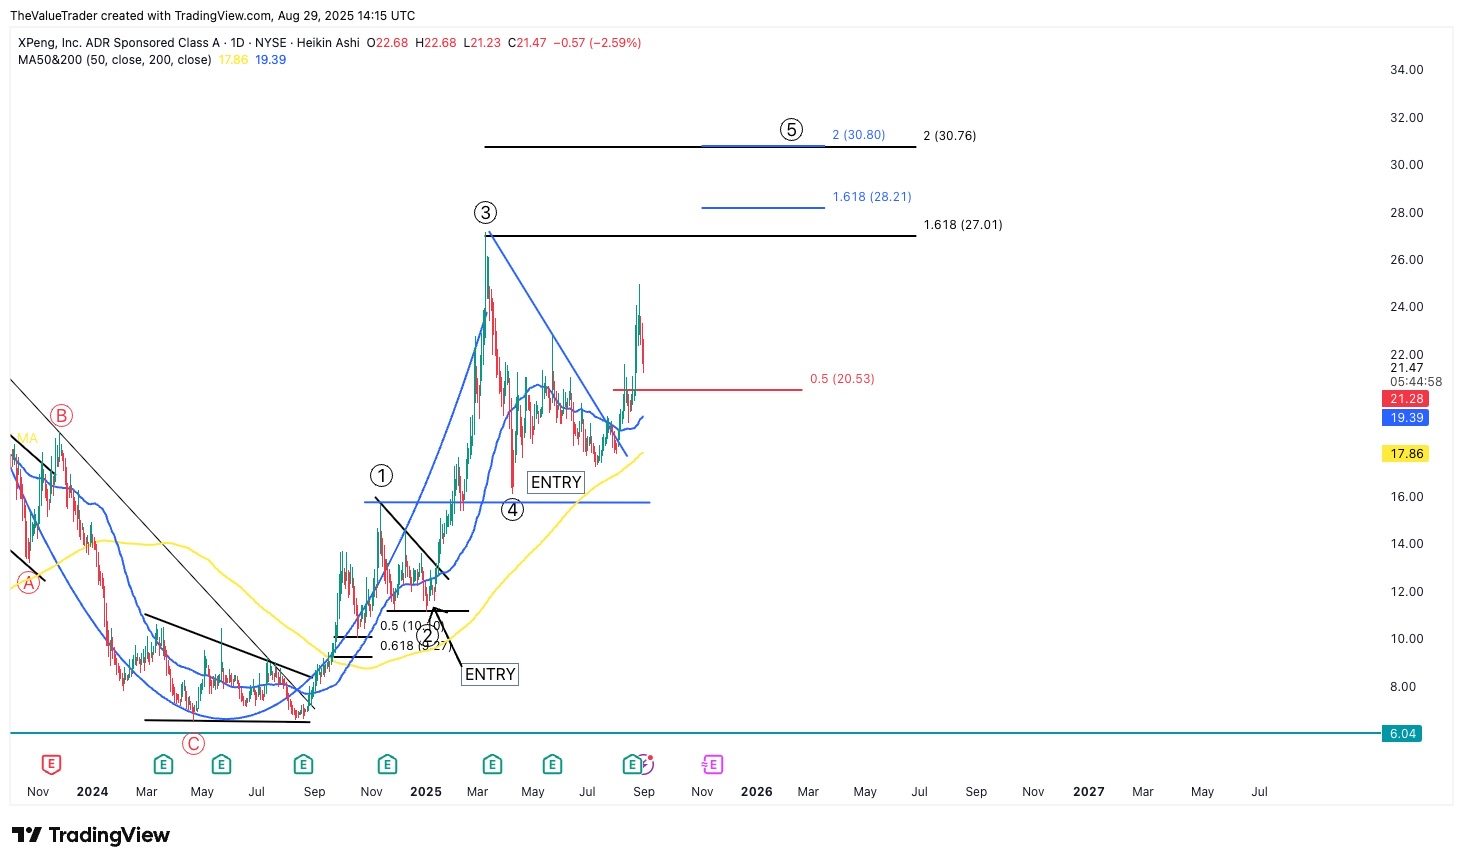 TheValueTrader created with TradingView.com, Aug 29, 2025 14:15 UTC
XPeng, Inc. ADR Sponsored Class A · 1D · NYSE · Heikin Ashi O22.68 H22.68 L21.23 C21.47 −0.57 (−2.59%)
MA50&200 (50, close, 200, close) 17.86 19.39
34.00
32.00
5
2 (30.80)
2 (30.76)
30.00
1.618 (28.21)
28.00
3
1.618 (27.01)
26.00
24.00
22.00
21.47
05:44:58
0.5 (20.53)
21.28
19.39
B
MA
17.86
1
ENTRY
16.00
4
14.00
A
12.00
0.5 (10.10)
2
10.00
0.618 (9.27)
ENTRY
8.00
6.04
C
E E E E E E E E E
Nov 2024 Mar May Jul Sep Nov 2025 Mar May Jul Sep Nov 2026 Mar May Jul Sep Nov 2027 Mar May Jul
TradingView